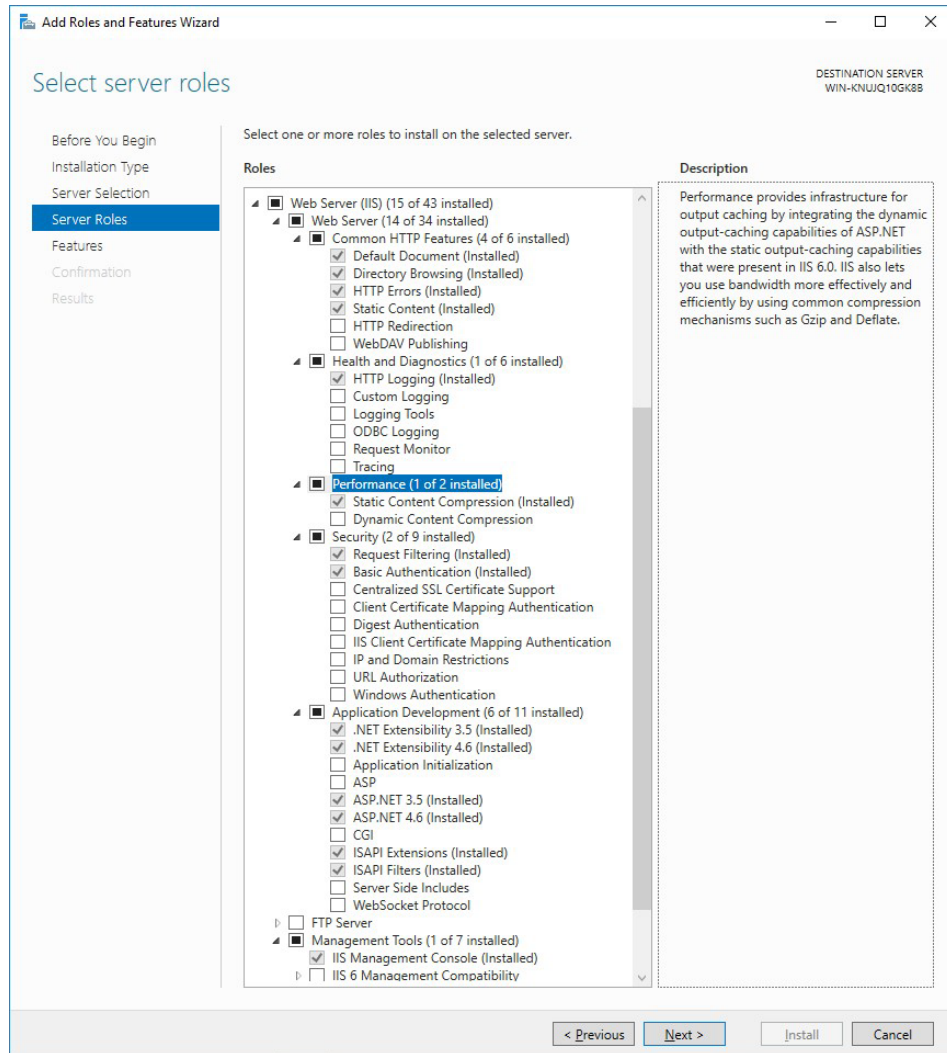 Add Roles and Features Wizard
Select server roles
DESTINATION SERVER
WIN-KNUJQ10GK8B
Before You Begin
Installation Type
Server Selection
Server Roles
Features
Confirmation
Results
Select one or more roles to install on the selected server.
Roles
Web Server (IIS) (15 of 43 installed)
Web Server (14 of 34 installed)
Common HTTP Features (4 of 6 installed)
Default Document (Installed)
Directory Browsing (Installed)
HTTP Errors (Installed)
Static Content (Installed)
HTTP Redirection
WebDAV Publishing
Health and Diagnostics (1 of 6 installed)
HTTP Logging (Installed)
Custom Logging
Logging Tools
ODBC Logging
Request Monitor
Tracing
Performance (1 of 2 installed)
Static Content Compression (Installed)
Dynamic Content Compression
Security (2 of 9 installed)
Request Filtering (Installed)
Basic Authentication (Installed)
Centralized SSL Certificate Support
Client Certificate Mapping Authentication
Digest Authentication
IIS Client Certificate Mapping Authentication
IP and Domain Restrictions
URL Authorization
Windows Authentication
Application Development (6 of 11 installed)
.NET Extensibility 3.5 (Installed)
.NET Extensibility 4.6 (Installed)
Application Initialization
ASP
ASP.NET 3.5 (Installed)
ASP.NET 4.6 (Installed)
CGI
ISAPI Extensions (Installed)
ISAPI Filters (Installed)
Server Side Includes
WebSocket Protocol
FTP Server
Management Tools (1 of 7 installed)
IIS Management Console (Installed)
IIS 6 Management Compatibility
Description
Performance provides infrastructure for
output caching by integrating the dynamic
output-caching capabilities of ASP.NET
with the static output-caching capabilities
that were present in IIS 6.0. IIS also lets
you use bandwidth more effectively and
efficiently by using common compression
mechanisms such as Gzip and Deflate.
< Previous
Next >
Install
Cancel